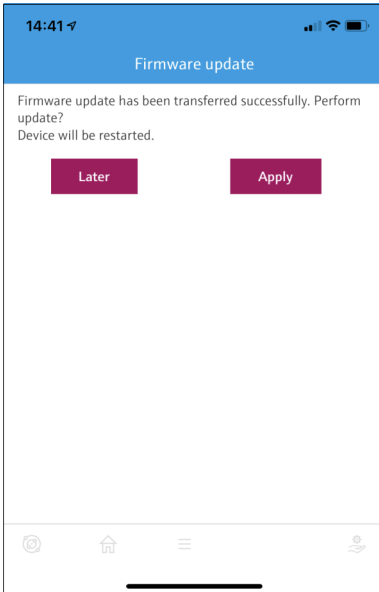 14:41
Firmware update
Firmware update has been transferred successfully. Perform
update?
Device will be restarted.
Later
Apply